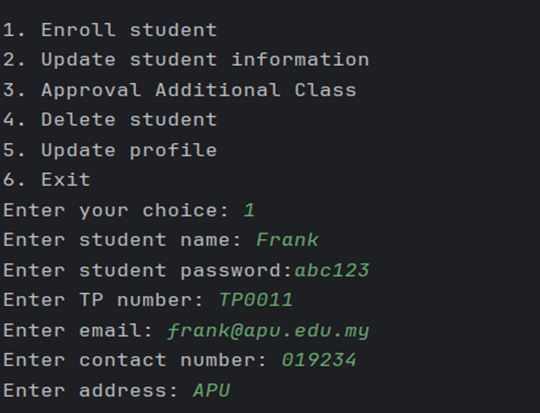 1. Enroll student
2. Update student information
3. Approval Additional Class
4. Delete student
5. Update profile
6. Exit
Enter your choice: 1
Enter student name: Frank
Enter student password:abc123
Enter TP number: TP0011
Enter email: frank@apu.edu.my
Enter contact number: 019234
Enter address: APU